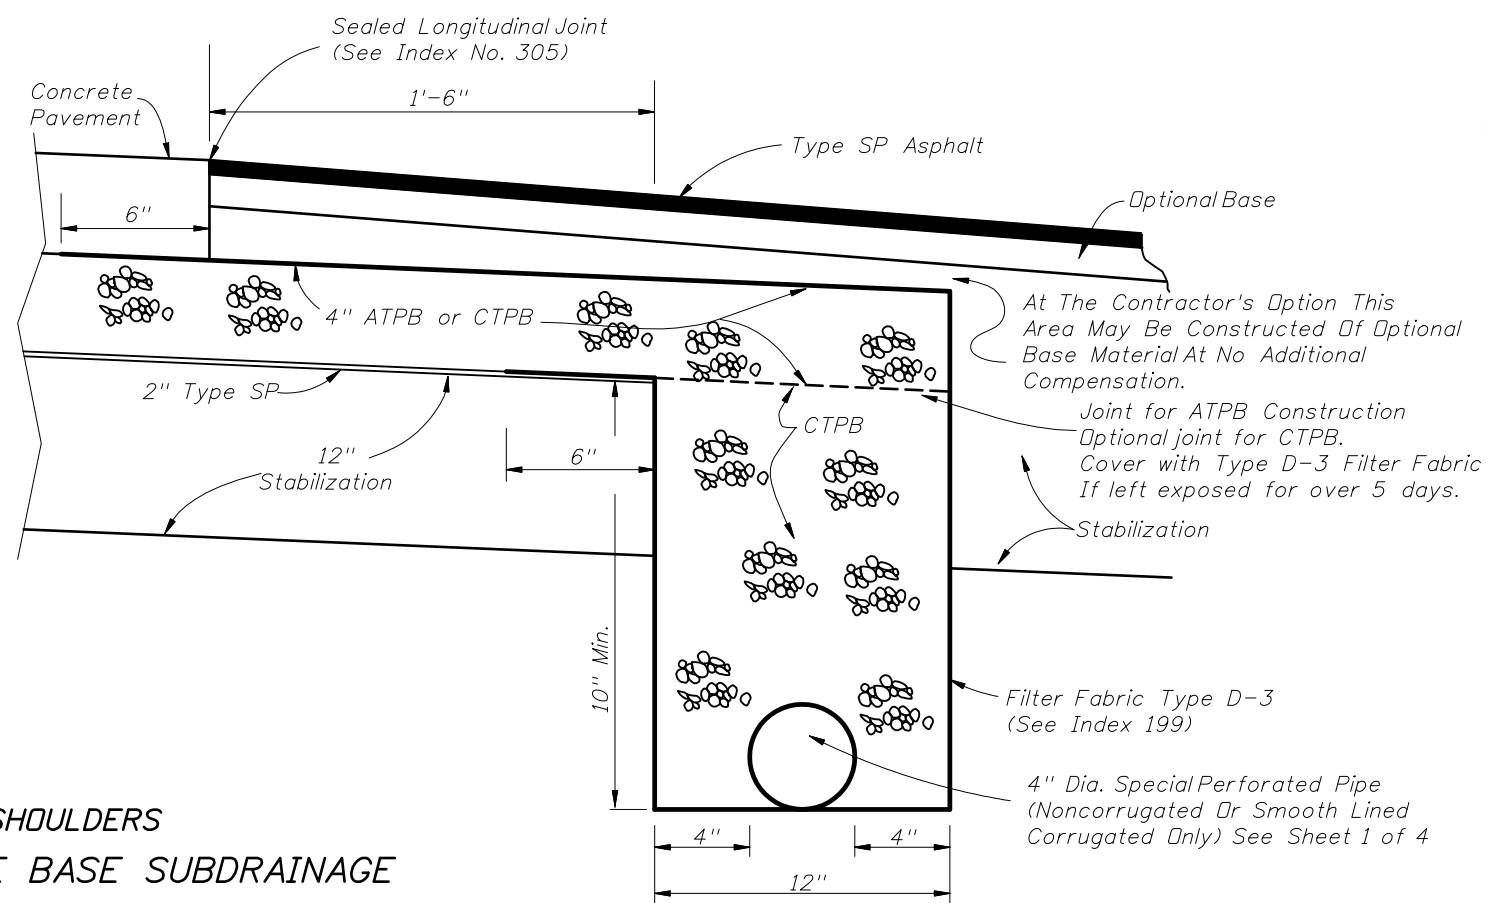 Sealed Longitudinal Joint
(See Index No. 305)
Concrete
Pavement
1'-6"
Type SP Asphalt
6"
Optional Base
4" ATPB or CTPB
At The Contractor's Option This
Area May Be Constructed Of Optional
Base Material At No Additional
Compensation.
2" Type SP
Joint for ATPB Construction
Optional joint for CTPB.
Cover with Type D-3 Filter Fabric
If left exposed for over 5 days.
CTPB
12"
Stabilization
6"
Stabilization
10" Min.
Filter Fabric Type D-3
(See Index 199)
4" Dia. Special Perforated Pipe
(Noncorrugated Or Smooth Lined
Corrugated Only) See Sheet 1 of 4
4"
4"
12"
SHOULDERS
E BASE SUBDRAINAGE